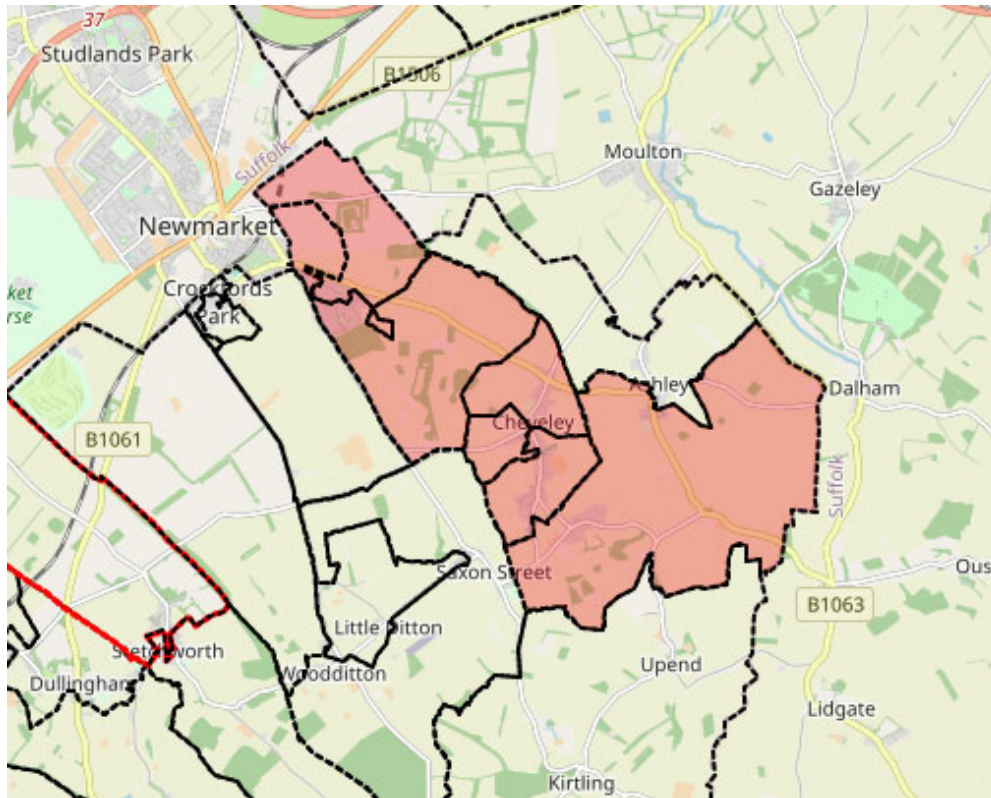 37
Studlands Park
B1506
Suffolk
Moulton
Gazeley
Newmarket
Crockfords
Park
ket
rse
Ashley
Dalham
Cheveley
B1061
Suffolk
Saxon Street
Ous
B1063
Little Ditton
Stetchworth
Woodditton
Upend
Dullingham
Lidgate
Kirtling